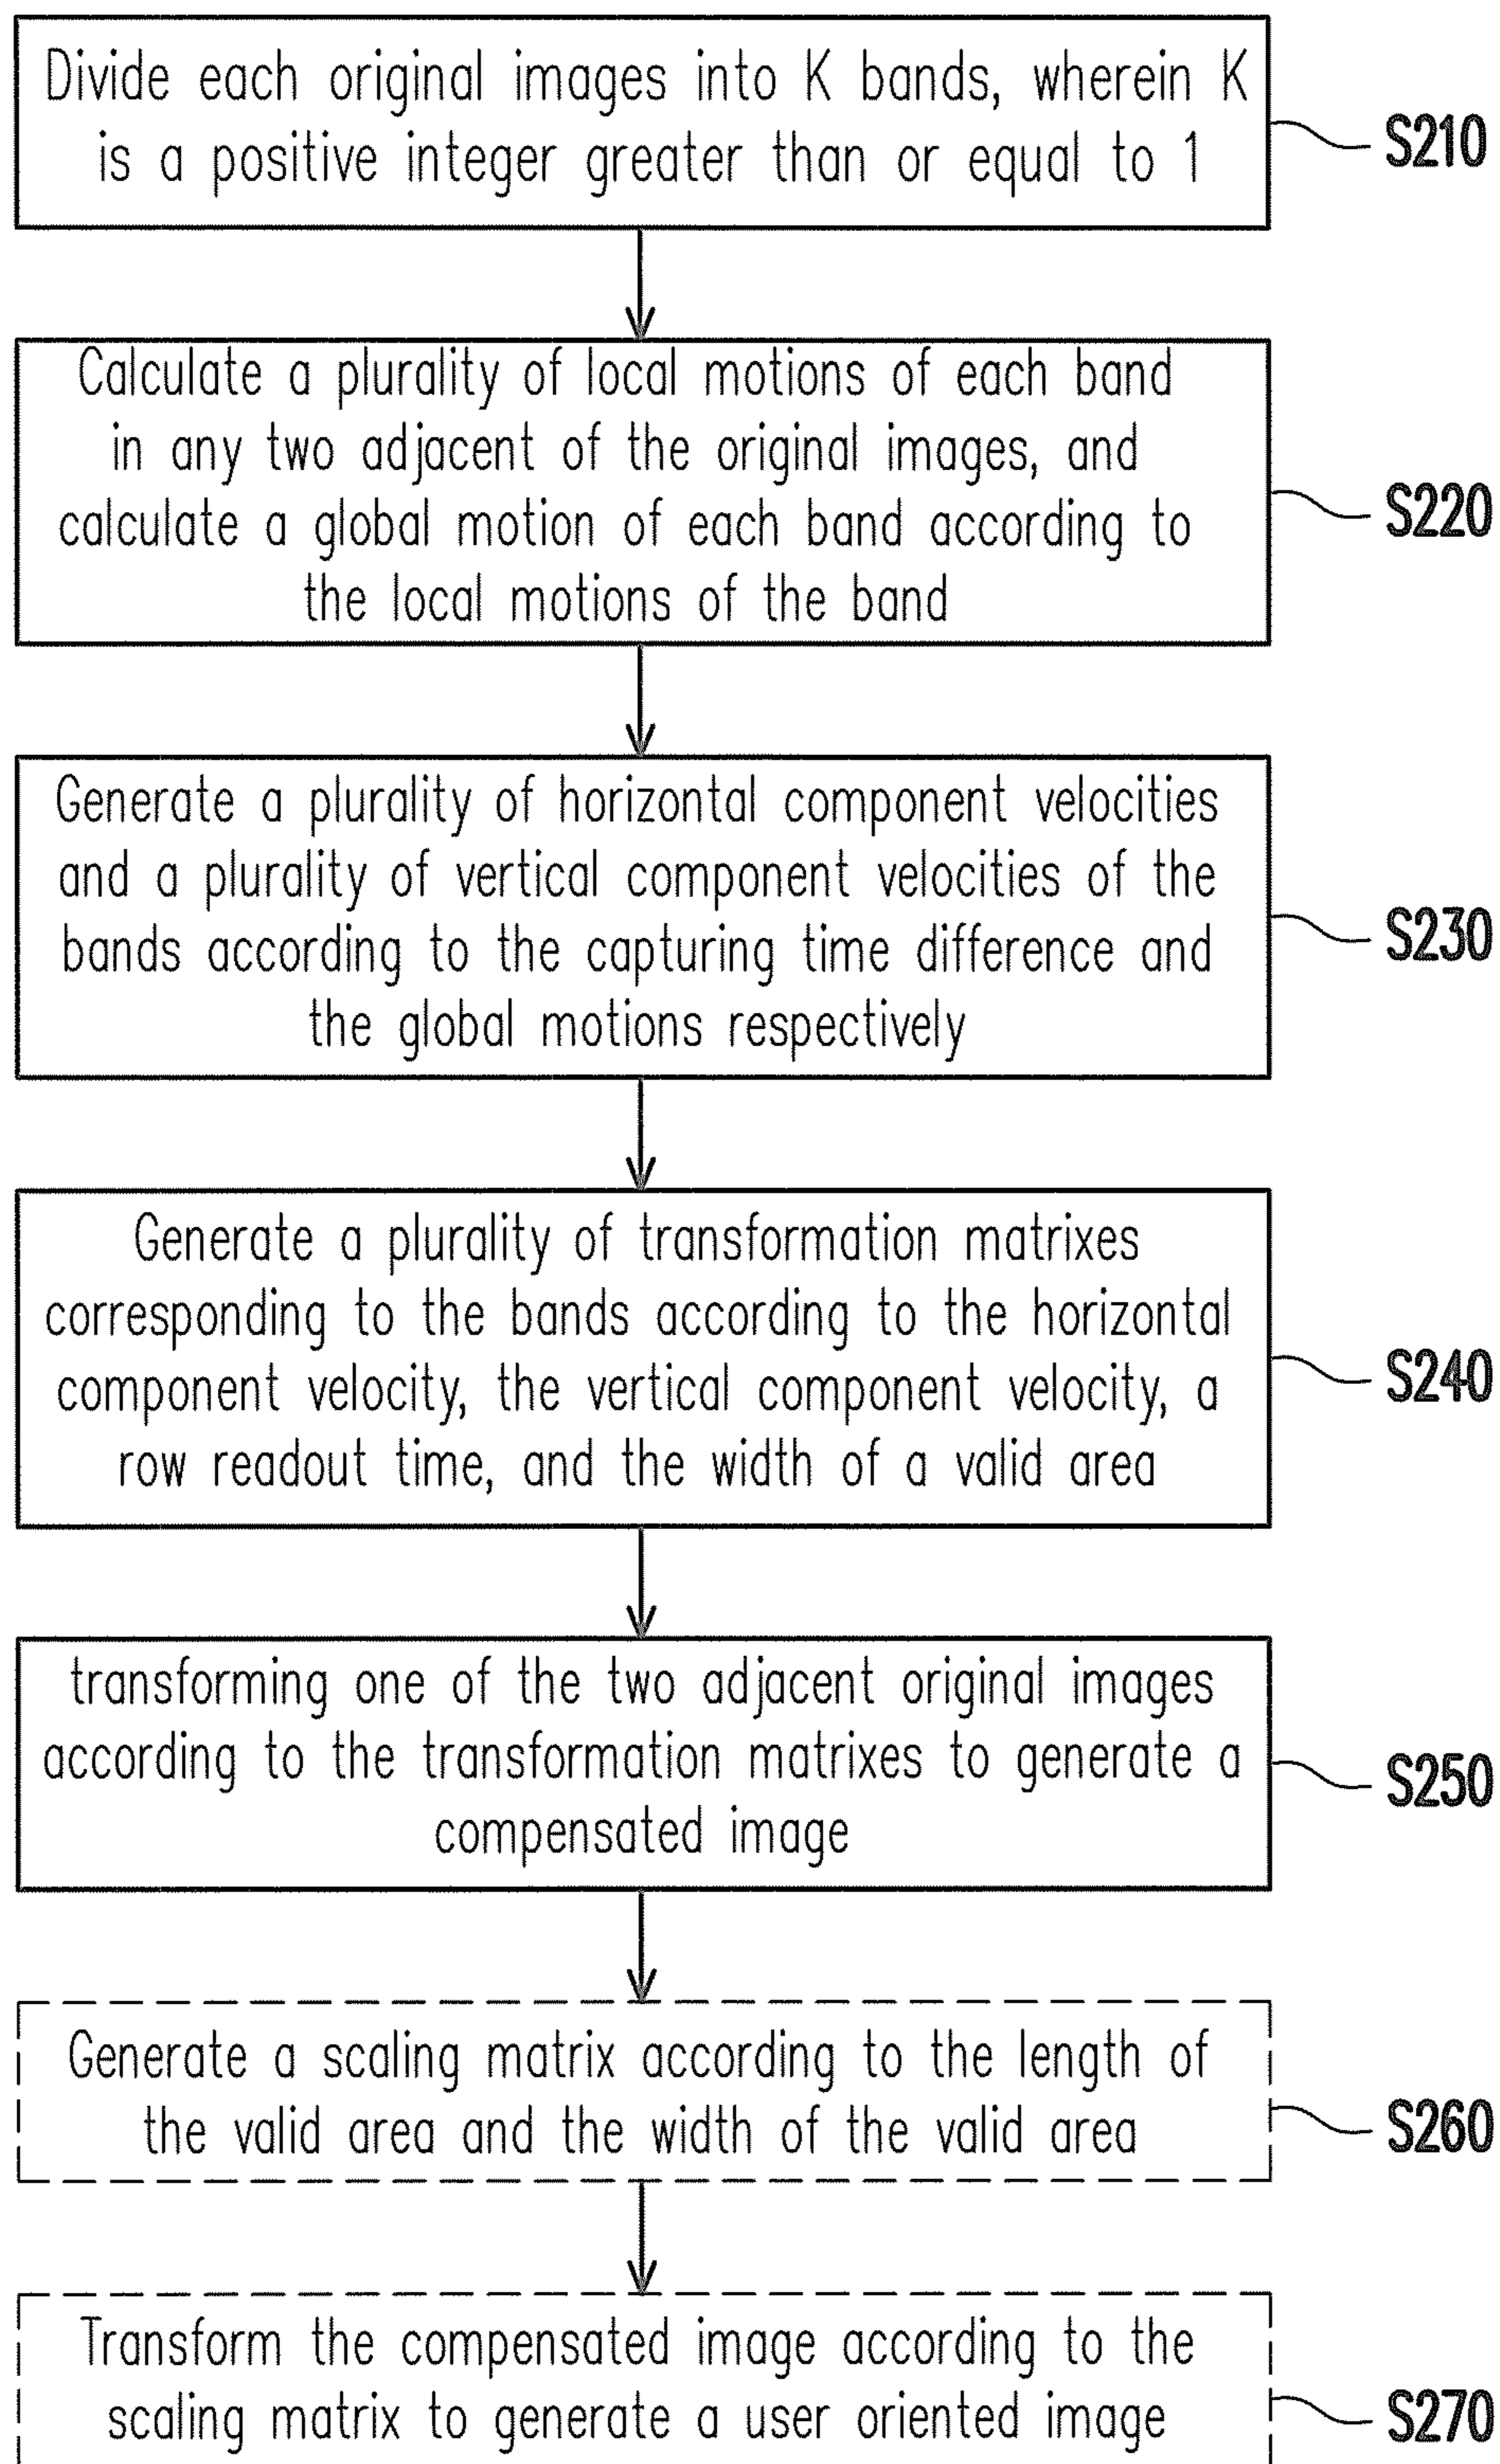 Divide each original images into K bands, wherein K
is a positive integer greater than or equal to 1
S210
Calculate a plurality of local motions of each band
in any two adjacent of the original images, and
calculate a global motion of each band according to
the local motions of the band
S220
Generate a plurality of horizontal component velocities
and a plurality of vertical component velocities of the
bands according to the capturing time difference and
the global motions respectively
S230
Generate a plurality of transformation matrixes
corresponding to the bands according to the horizontal
component velocity, the vertical component velocity, a
row readout time, and the width of a valid area
S240
transforming one of the two adjacent original images
according to the transformation matrixes to generate a
compensated image
S250
Generate a scaling matrix according to the length of
the valid area and the width of the valid area
S260
Transform the compensated image according to the
scaling matrix to generate a user oriented image
S270